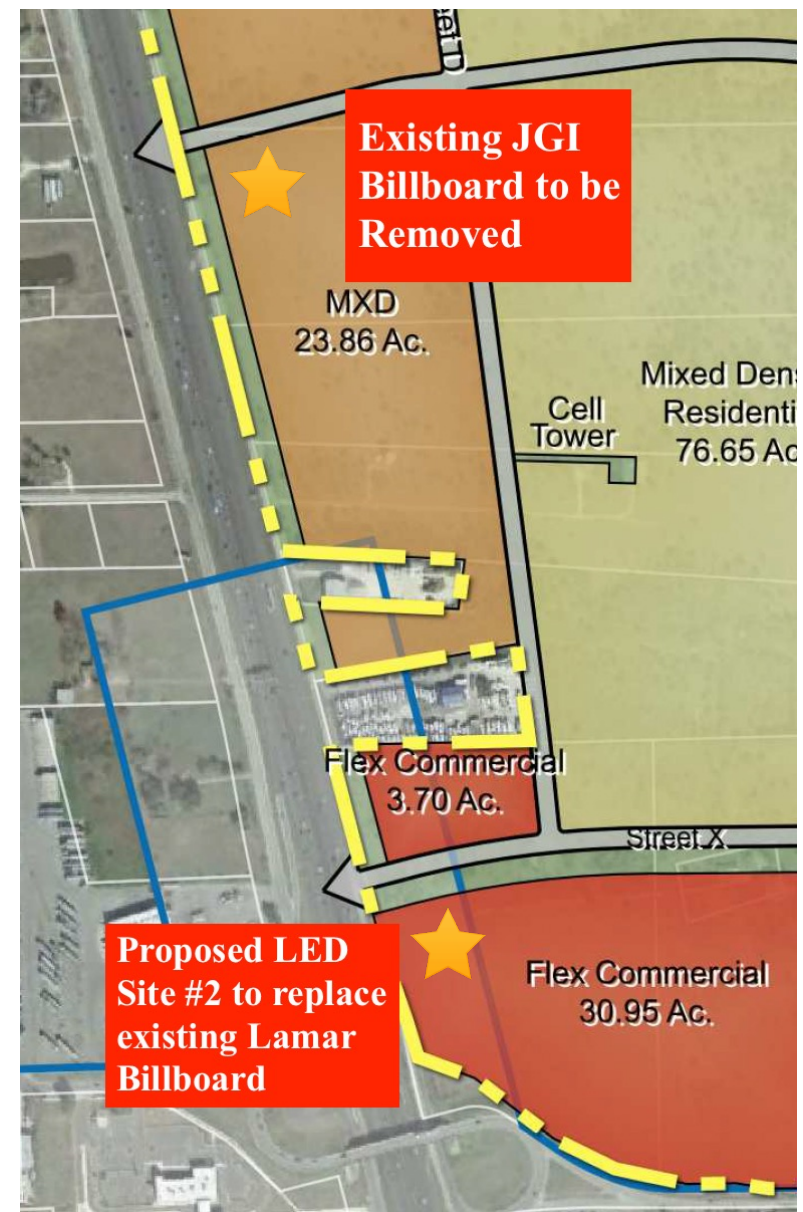 Existing JGI
Billboard to be
Removed
MXD
23.86 Ac.
Cell
Tower
76.65 Ac
Flex Commercial
3.70 Ac.
Street X
Proposed LED
Site #2 to replace
existing Lamar
Billboard
Flex Commercial
30.95 Ac.
Mixed Dens
Residenti
eet D